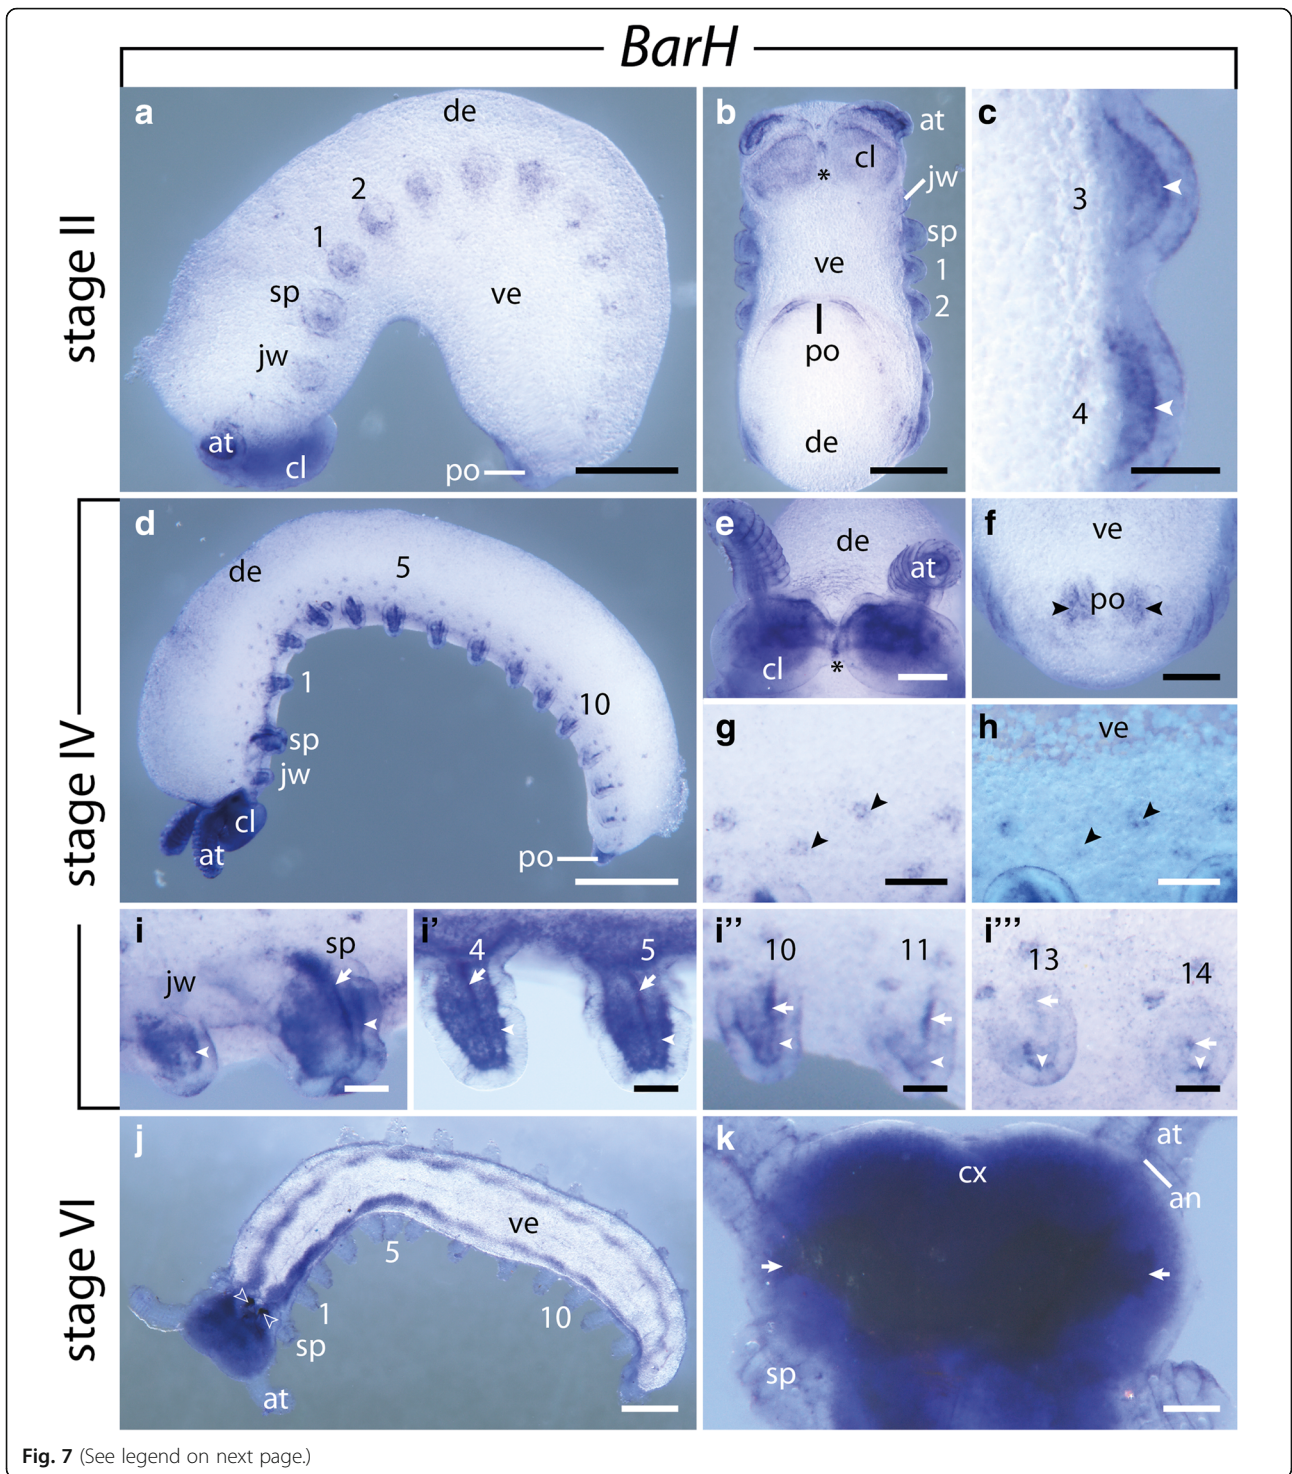 BarH
stage II
a
de
2
1
sp
ve
jw
at
cl
po
b
at
cl
*
jw
sp
ve
1
2
po
de
c
3
4
stage IV
d
de
5
1
10
sp
jw
cl
at
po
e
de
at
cl
*
f
ve
po
g
h
ve
i
sp
jw
i'
4
5
i''
10
11
i'''
13
14
stage VI
j
ve
5
1
10
sp
at
k
at
cx
an
sp
Fig. 7 (See legend on next page.)